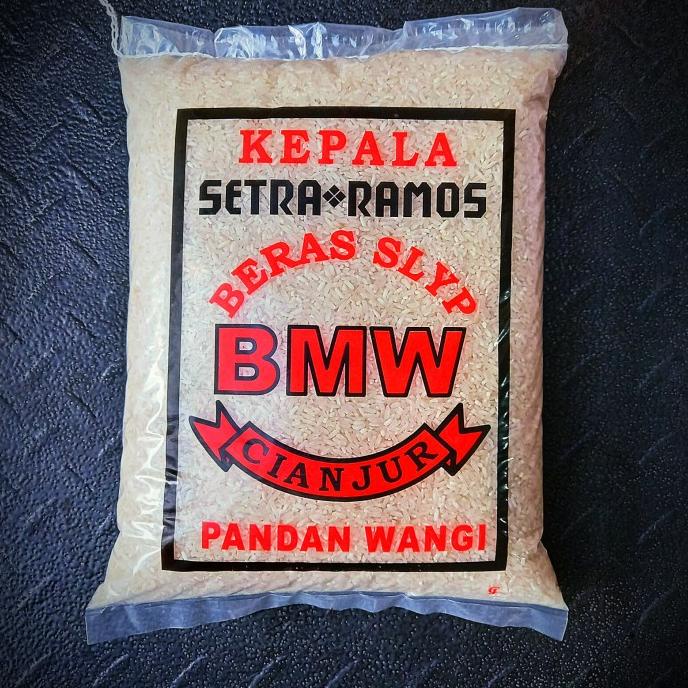 KEPALA
SETRA❖RAMOS
BERAS SLYP
BMW
CIANJUR
PANDAN WANGI